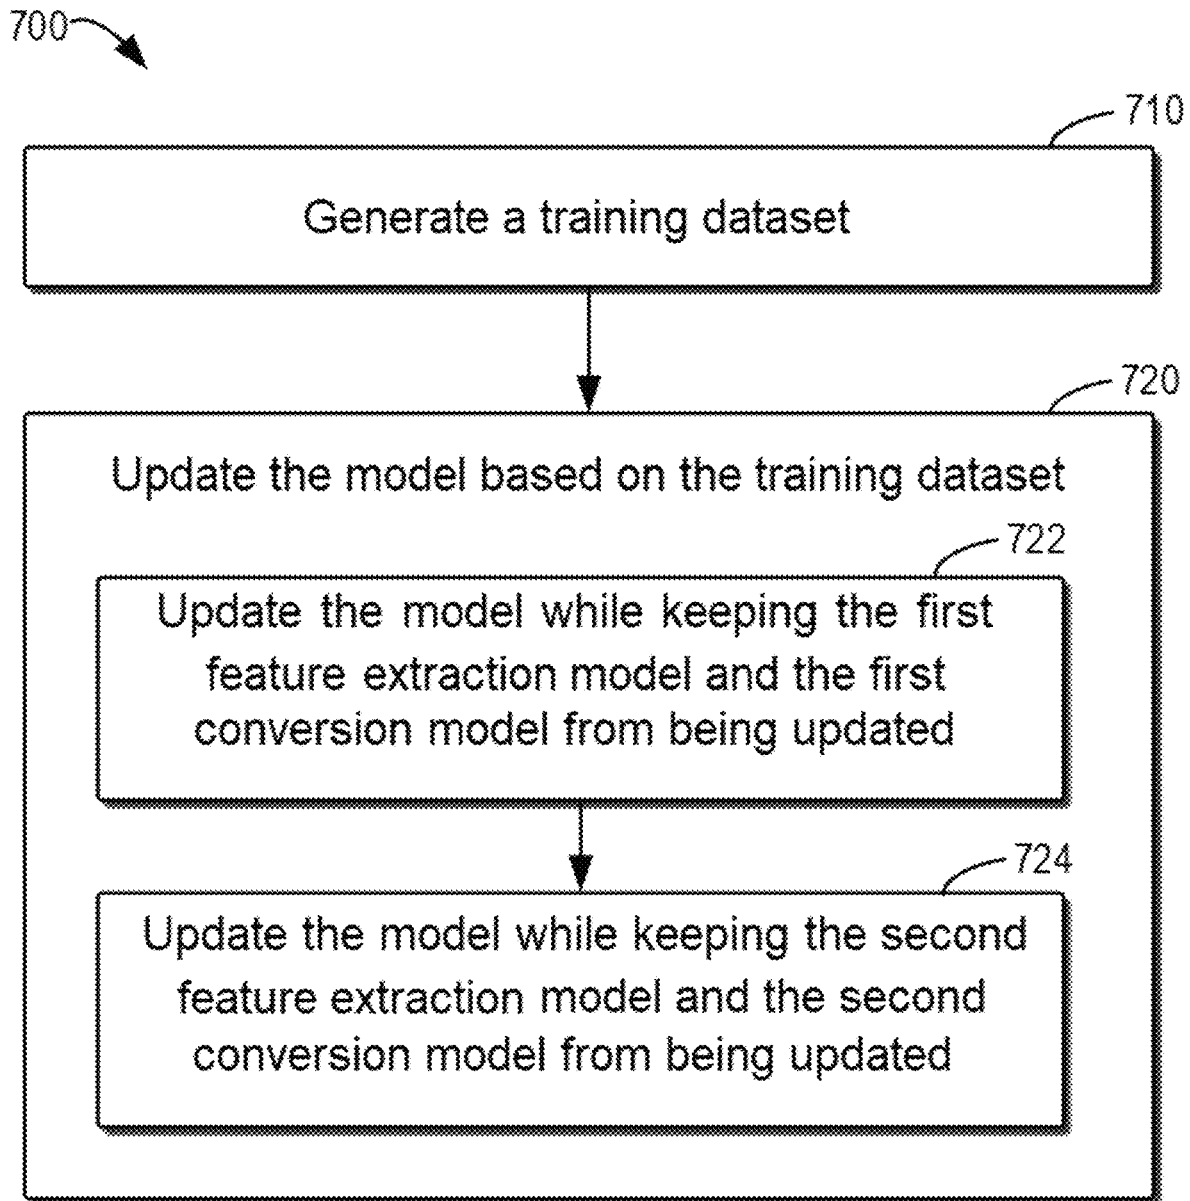 700
710
Generate a training dataset
720
Update the model based on the training dataset
722
Update the model while keeping the first
feature extraction model and the first
conversion model from being updated
724
Update the model while keeping the second
feature extraction model and the second
conversion model from being updated